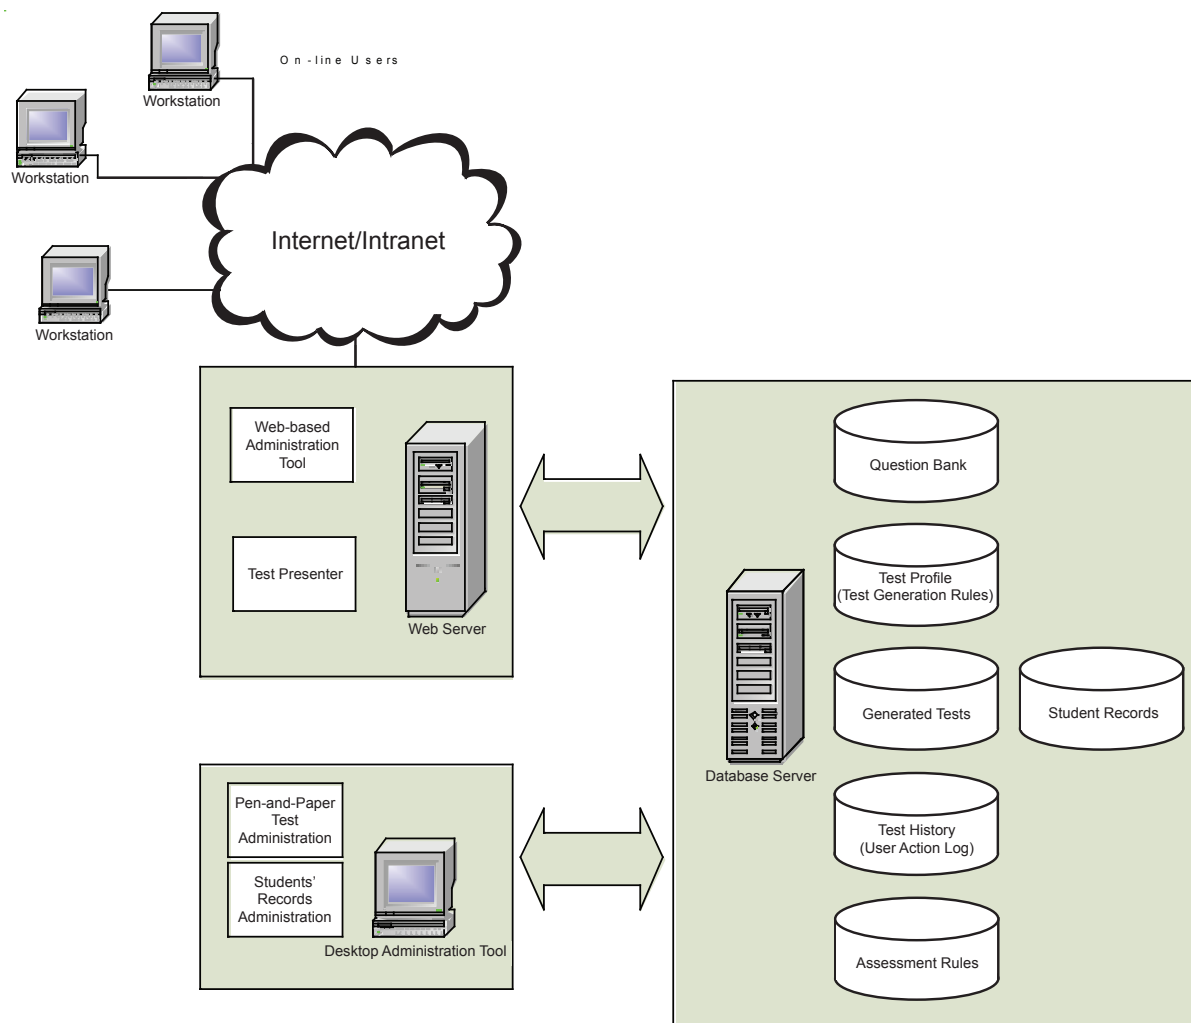 On-line Users
Workstation
Workstation
Internet/Intranet
Workstation
Web-based
Administration
Tool
Test Presenter
Web Server
Question Bank
Test Profile
(Test Generation Rules)
Generated Tests
Student Records
Database Server
Test History
(User Action Log)
Assessment Rules
Pen-and-Paper
Test
Administration
Students’
Records
Administration
Desktop Administration Tool